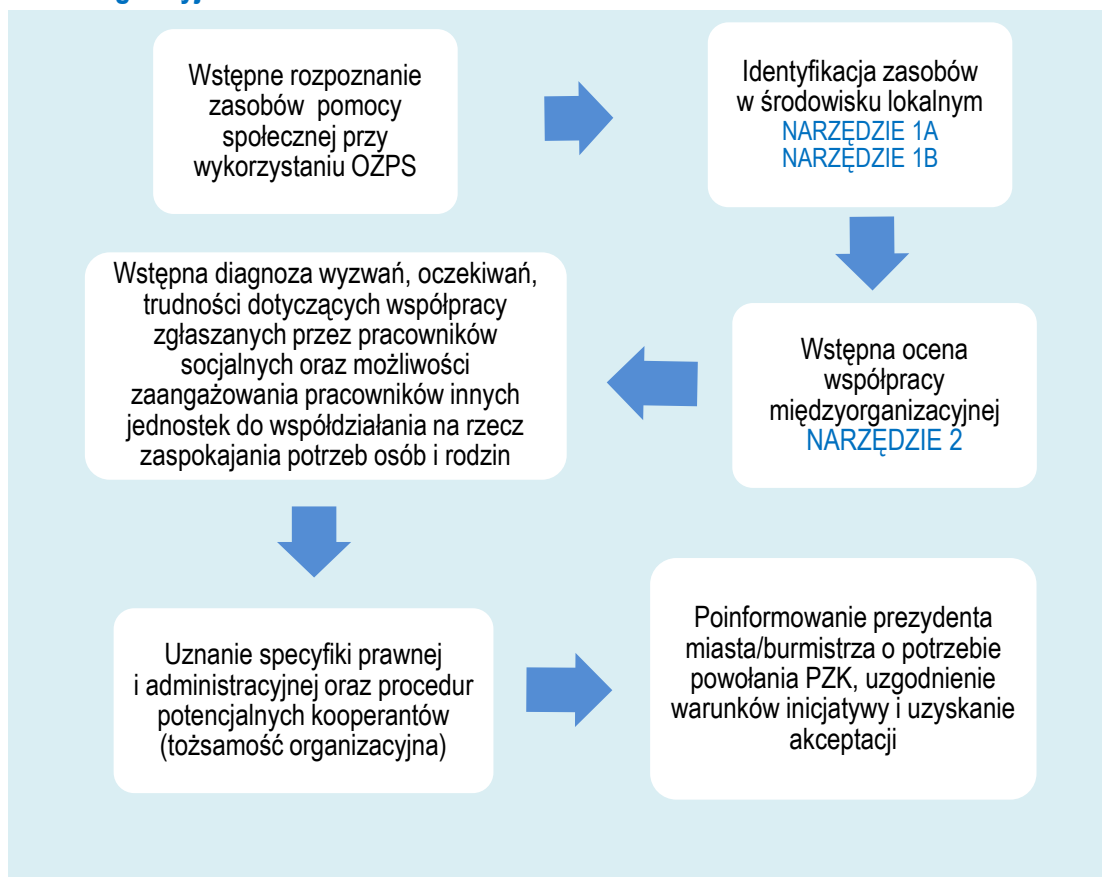 Wstępne rozpoznanie
zasobów pomocy
społecznej przy
wykorzystaniu OZPS
Identyfikacja zasobów
w środowisku lokalnym
NARZĘDZIE 1A
NARZĘDZIE 1B
Wstępna ocena
współpracy
międzyorganizacyjnej
NARZĘDZIE 2
Wstępna diagnoza wyzwań, oczekiwań,
trudności dotyczących współpracy
zgłaszanych przez pracowników
socjalnych oraz możliwości
zaangażowania pracowników innych
jednostek do współdziałania na rzecz
zaspokajania potrzeb osób i rodzin
Uznanie specyfiki prawnej
i administracyjnej oraz procedur
potencjalnych kooperantów
(tożsamość organizacyjna)
Poinformowanie prezydenta
miasta/burmistrza o potrzebie
powołania PZK, uzgodnienie
warunków inicjatywy i uzyskanie
akceptacji